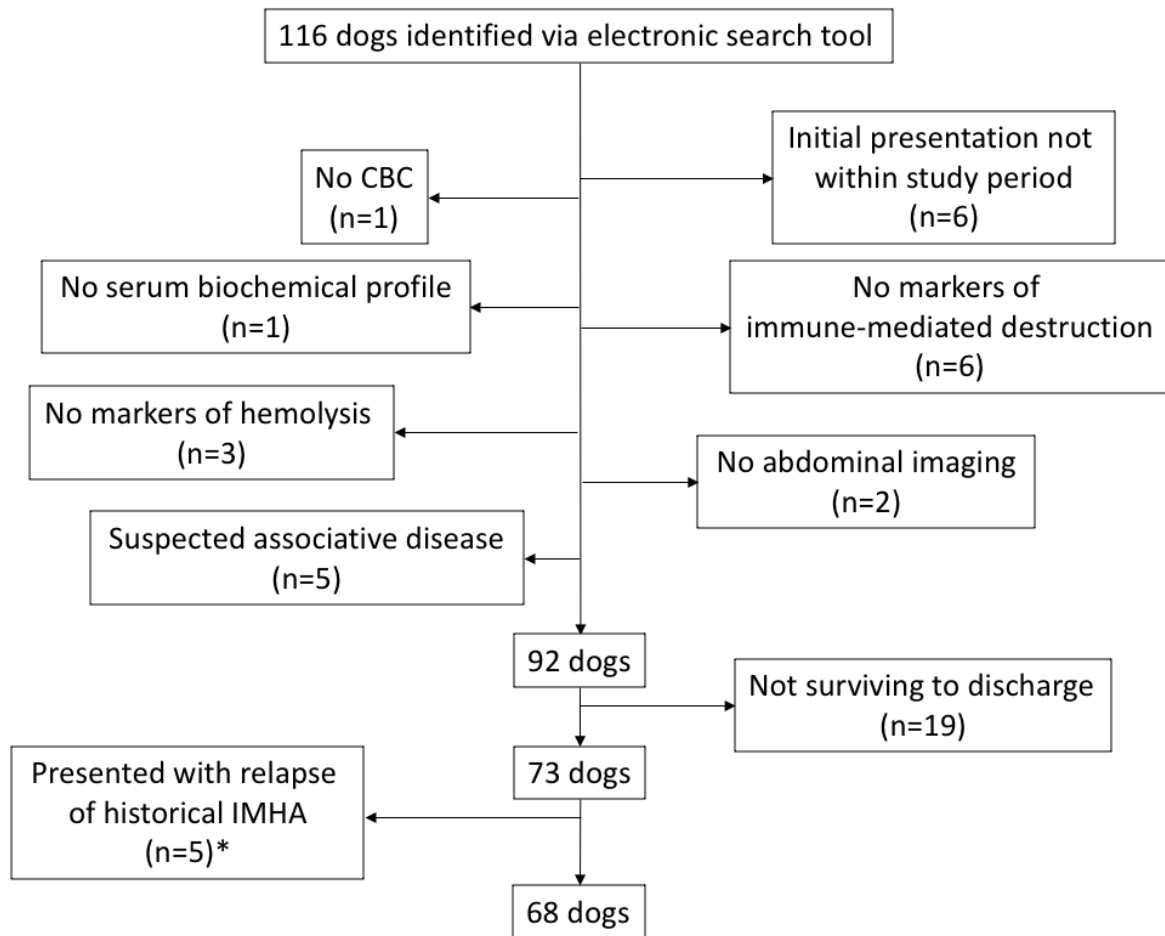 116 dogs identified via electronic search tool
Initial presentation not
within study period
(n=6)
No CBC
(n=1)
No serum biochemical profile
(n=1)
No markers of
immune-mediated destruction
(n=6)
No markers of hemolysis
(n=3)
No abdominal imaging
(n=2)
Suspected associative disease
(n=5)
92 dogs
Not surviving to discharge
(n=19)
73 dogs
Presented with relapse
of historical IMHA
(n=5)*
68 dogs